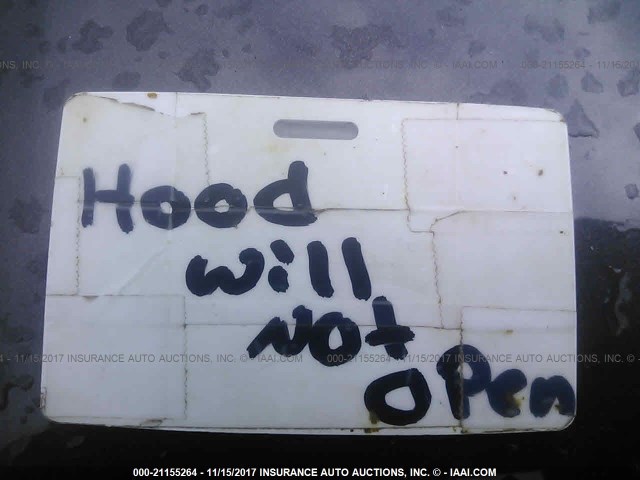 Hood
will
Not
open
000-21155264 - 11/15/2017 INSURANCE AUTO AUCTIONS, INC. © - IAAI.COM